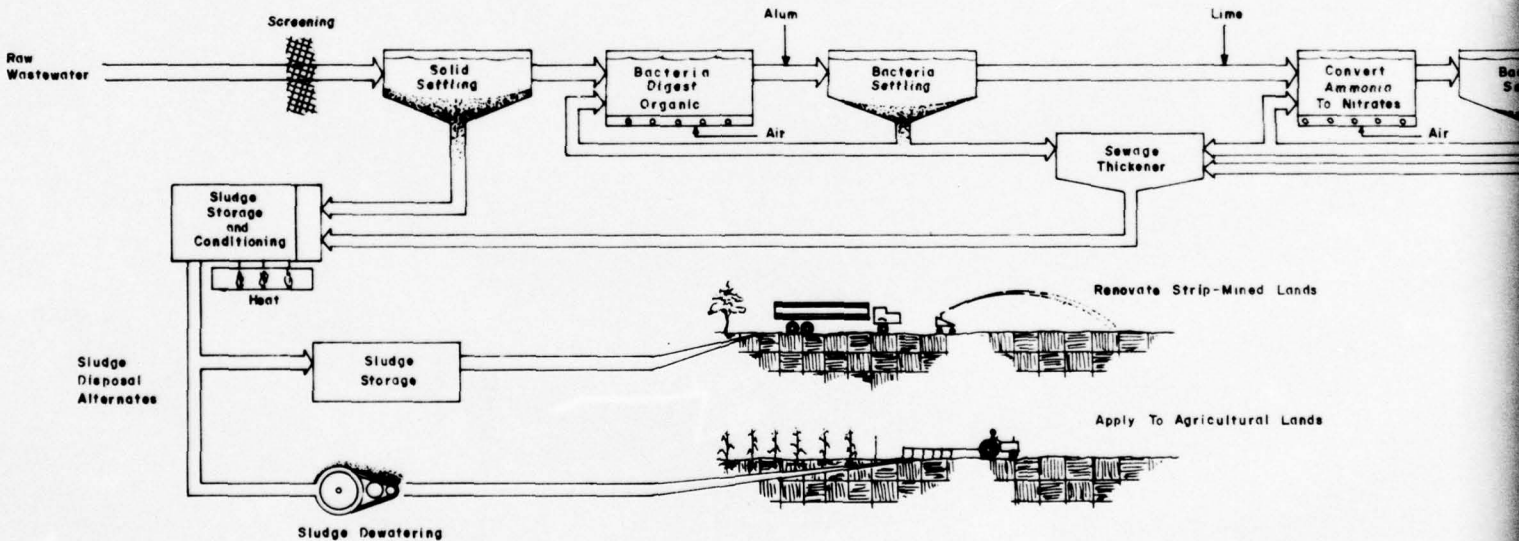 Screening
Raw
Wastewater
Solid
Settling
Bacteria
Digest
Organic
Air
Alum
Bacteria
Settling
Lime
Convert
Ammonia
To Nitrates
Air
Sewage
Thickener
Sludge
Storage
and
Conditioning
Heat
Sludge
Disposal
Alternates
Sludge
Storage
Renovate Strip-Mined Lands
Apply To Agricultural Lands
Sludge Dewatering